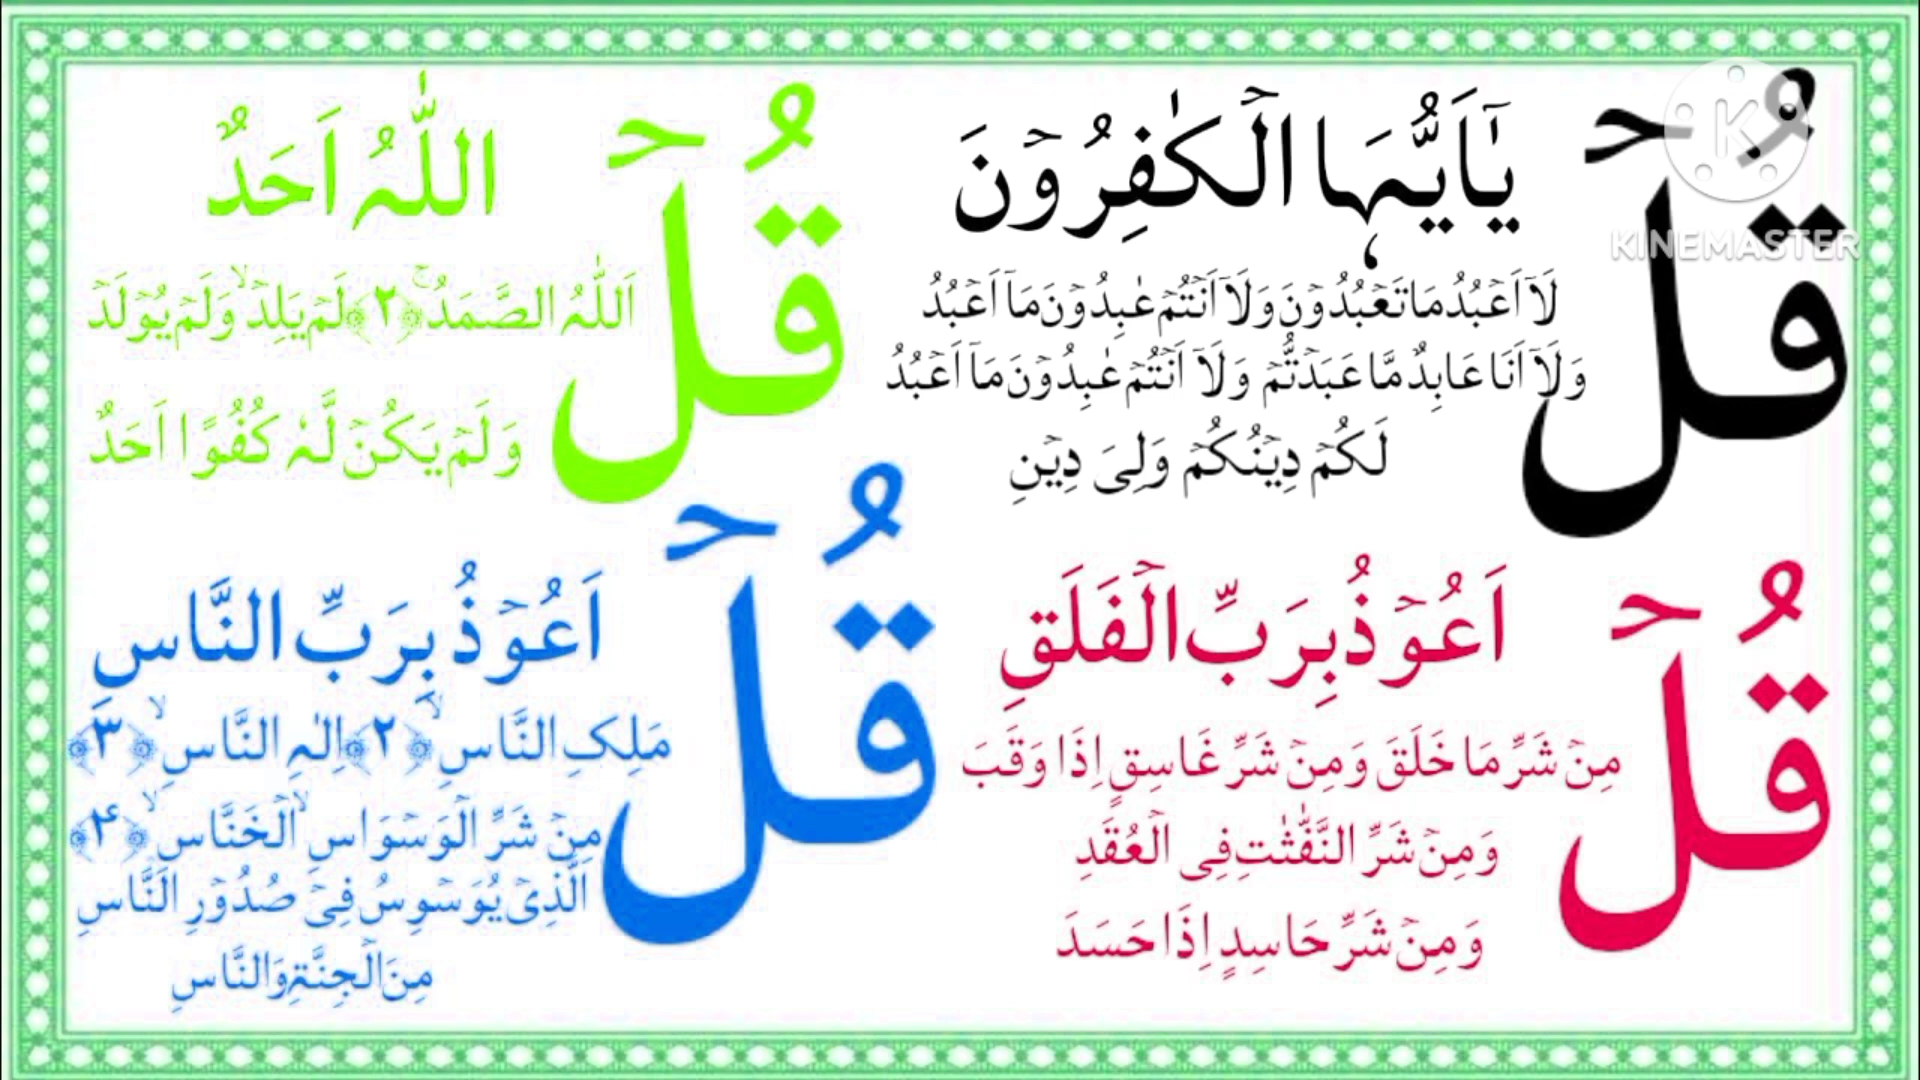 قُلۡ
يٰۤاَيُّہَا الۡكٰفِرُوۡنَ
لَاۤ اَعۡبُدُ مَا تَعۡبُدُوۡنَ وَلَاۤ اَنۡتُمۡ عٰبِدُوۡنَ مَاۤ اَعۡبُدُ
وَلَاۤ اَنَا عَابِدٌ مَّا عَبَدْتُّمۡ وَلَاۤ اَنۡتُمۡ عٰبِدُوۡنَ مَاۤ اَعۡبُدُ
لَكُمۡ دِيۡنُكُمۡ وَلِىَ دِيۡنِ
قُلۡ
اللّٰہُ اَحَدٌ
اَللّٰہُ الصَّمَدُ‌ۚ ﴿۲﴾ لَمۡ يَلِدۡ ۙ وَلَمۡ يُوۡلَدۡ
وَلَمۡ يَكُنۡ لَّہٗ كُفُوًا اَحَدٌ
قُلۡ
اَعُوۡذُ بِرَبِّ الۡفَلَقِ
مِنۡ شَرِّ مَا خَلَقَ وَمِنۡ شَرِّ غَاسِقٍ اِذَا وَقَبَ
وَمِنۡ شَرِّ النَّفّٰثٰتِ فِى الۡعُقَدِ
وَمِنۡ شَرِّ حَاسِدٍ اِذَا حَسَدَ
قُلۡ
اَعُوۡذُ بِرَبِّ النَّاسِ
مَلِکِ النَّاسِۙ ﴿۲﴾ اِلٰہِ النَّاسِۙ ﴿۳﴾
مِنۡ شَرِّ الۡوَسۡوَاسِ ۙ الۡخَنَّاسِۙ ﴿۴﴾
الَّذِىۡ يُوَسۡوِسُ فِىۡ صُدُوۡرِ النَّاسِ
مِنَ الۡجِنَّۃِ وَالنَّاسِ
K
KINEMASTER